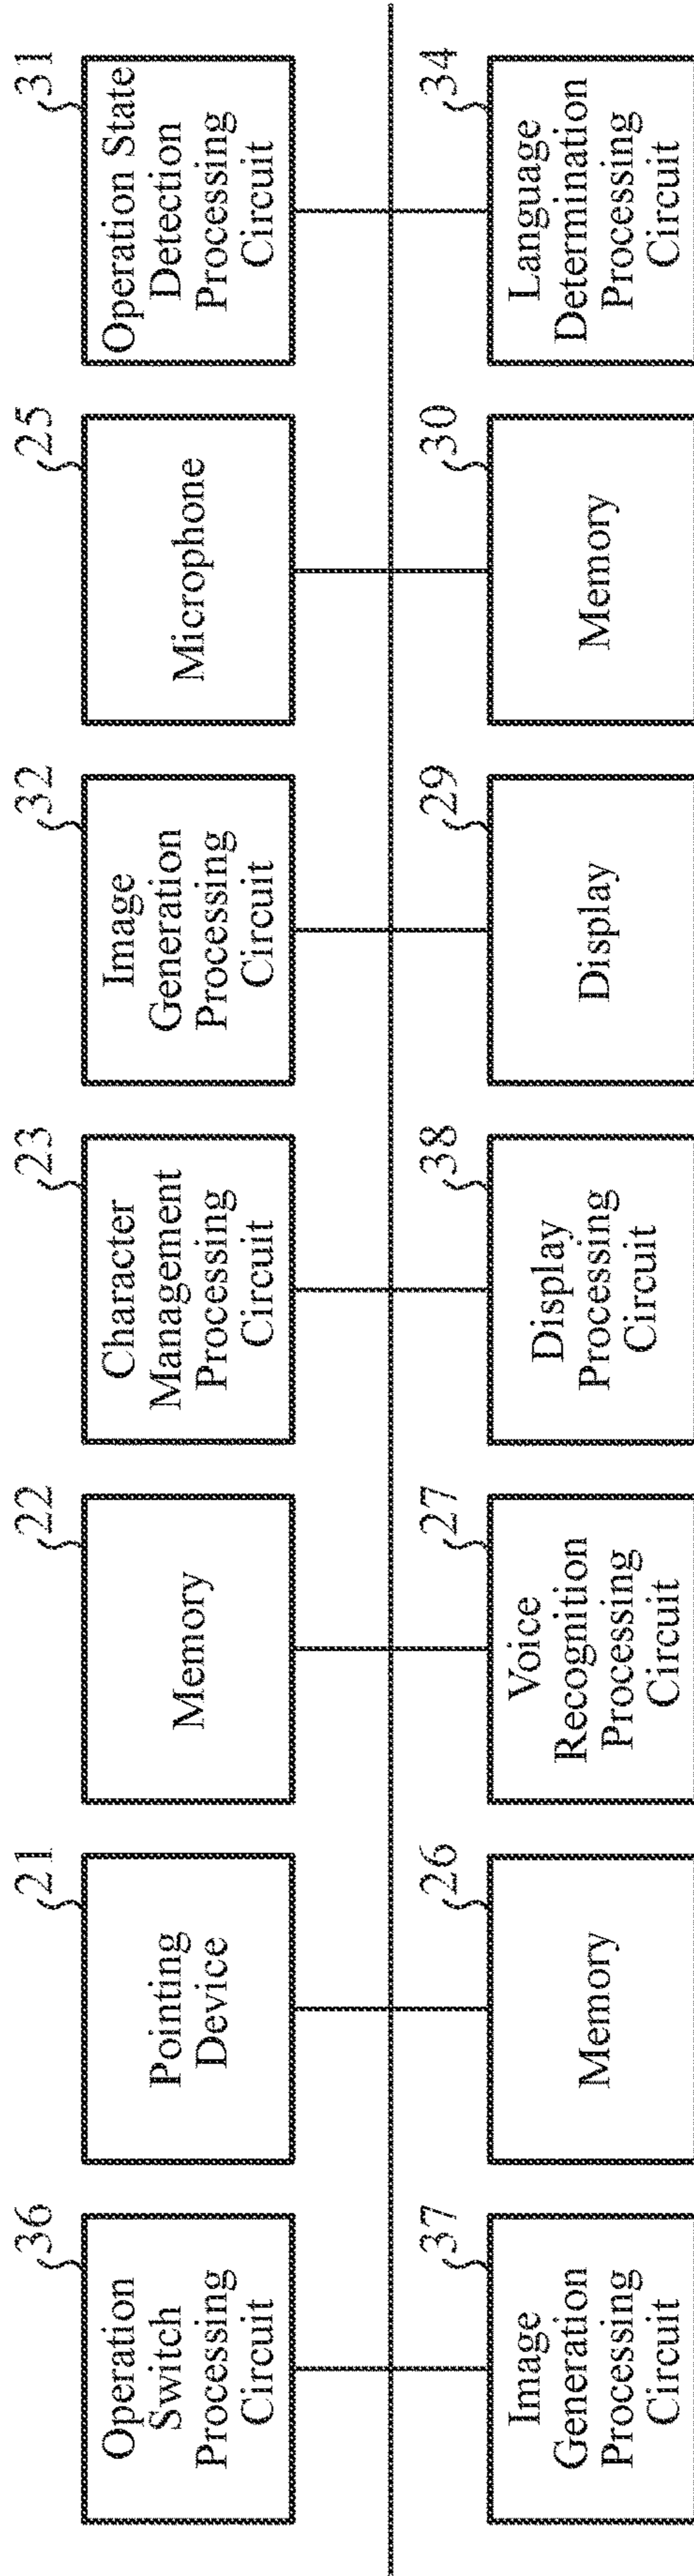 36
Operation
Switch
Processing
Circuit
21
Pointing
Device
22
Memory
23
Character
Management
Processing
Circuit
32
Image
Generation
Processing
Circuit
25
Microphone
31
Operation State
Detection
Processing
Circuit
37
Image
Generation
Processing
Circuit
26
Memory
27
Voice
Recognition
Processing
Circuit
38
Display
Processing
Circuit
29
Display
30
Memory
34
Language
Determination
Processing
Circuit